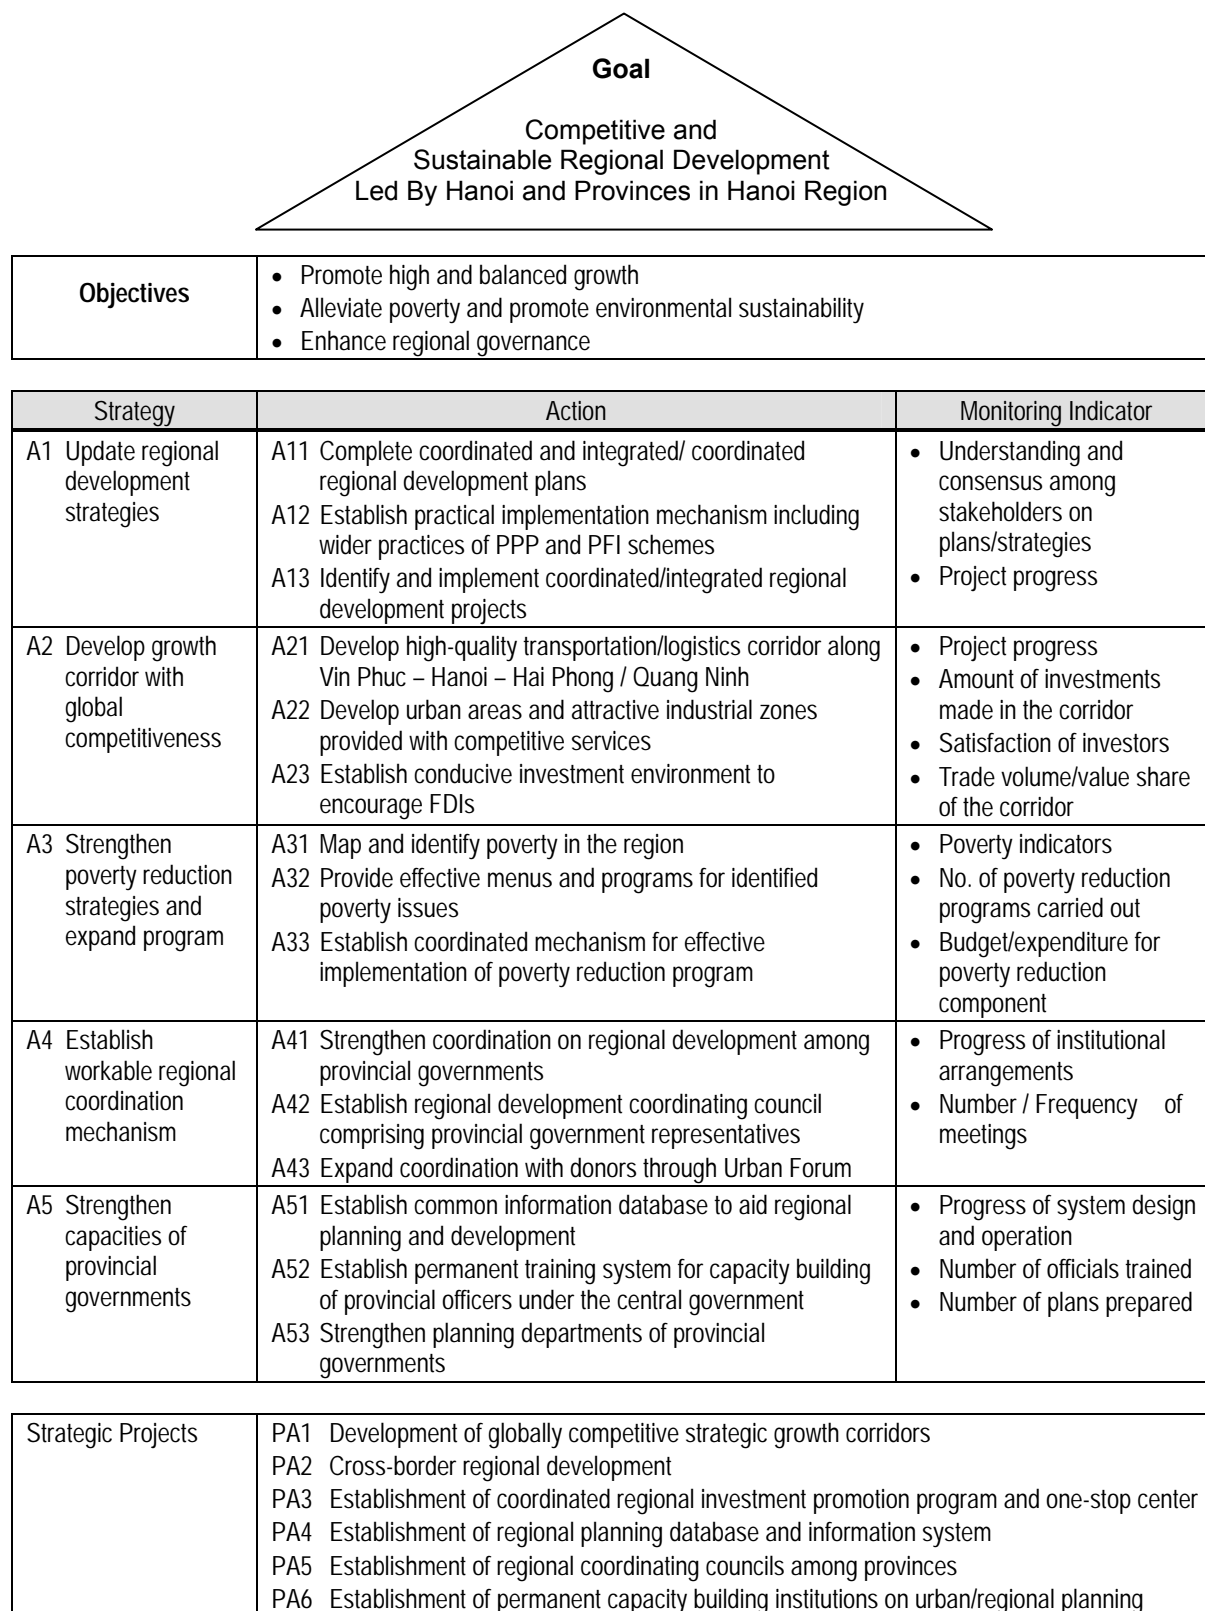 Goal
Competitive and
Sustainable Regional Development
Led By Hanoi and Provinces in Hanoi Region
Objectives
• Promote high and balanced growth
• Alleviate poverty and promote environmental sustainability
• Enhance regional governance
Strategy Action Monitoring Indicator
A1 Update regional
development
strategies
A11 Complete coordinated and integrated/ coordinated
regional development plans
A12 Establish practical implementation mechanism including
wider practices of PPP and PFI schemes
A13 Identify and implement coordinated/integrated regional
development projects
• Understanding and
consensus among
stakeholders on
plans/strategies
• Project progress
A2 Develop growth
corridor with
global
competitiveness
A21 Develop high-quality transportation/logistics corridor along
Vin Phuc – Hanoi – Hai Phong / Quang Ninh
A22 Develop urban areas and attractive industrial zones
provided with competitive services
A23 Establish conducive investment environment to
encourage FDIs
• Project progress
• Amount of investments
made in the corridor
• Satisfaction of investors
• Trade volume/value share
of the corridor
A3 Strengthen
poverty reduction
strategies and
expand program
A31 Map and identify poverty in the region
A32 Provide effective menus and programs for identified
poverty issues
A33 Establish coordinated mechanism for effective
implementation of poverty reduction program
• Poverty indicators
• No. of poverty reduction
programs carried out
• Budget/expenditure for
poverty reduction
component
A4 Establish
workable regional
coordination
mechanism
A41 Strengthen coordination on regional development among
provincial governments
A42 Establish regional development coordinating council
comprising provincial government representatives
A43 Expand coordination with donors through Urban Forum
• Progress of institutional
arrangements
• Number / Frequency of
meetings
A5 Strengthen
capacities of
provincial
governments
A51 Establish common information database to aid regional
planning and development
A52 Establish permanent training system for capacity building
of provincial officers under the central government
A53 Strengthen planning departments of provincial
governments
• Progress of system design
and operation
• Number of officials trained
• Number of plans prepared
Strategic Projects
PA1 Development of globally competitive strategic growth corridors
PA2 Cross-border regional development
PA3 Establishment of coordinated regional investment promotion program and one-stop center
PA4 Establishment of regional planning database and information system
PA5 Establishment of regional coordinating councils among provinces
PA6 Establishment of permanent capacity building institutions on urban/regional planning